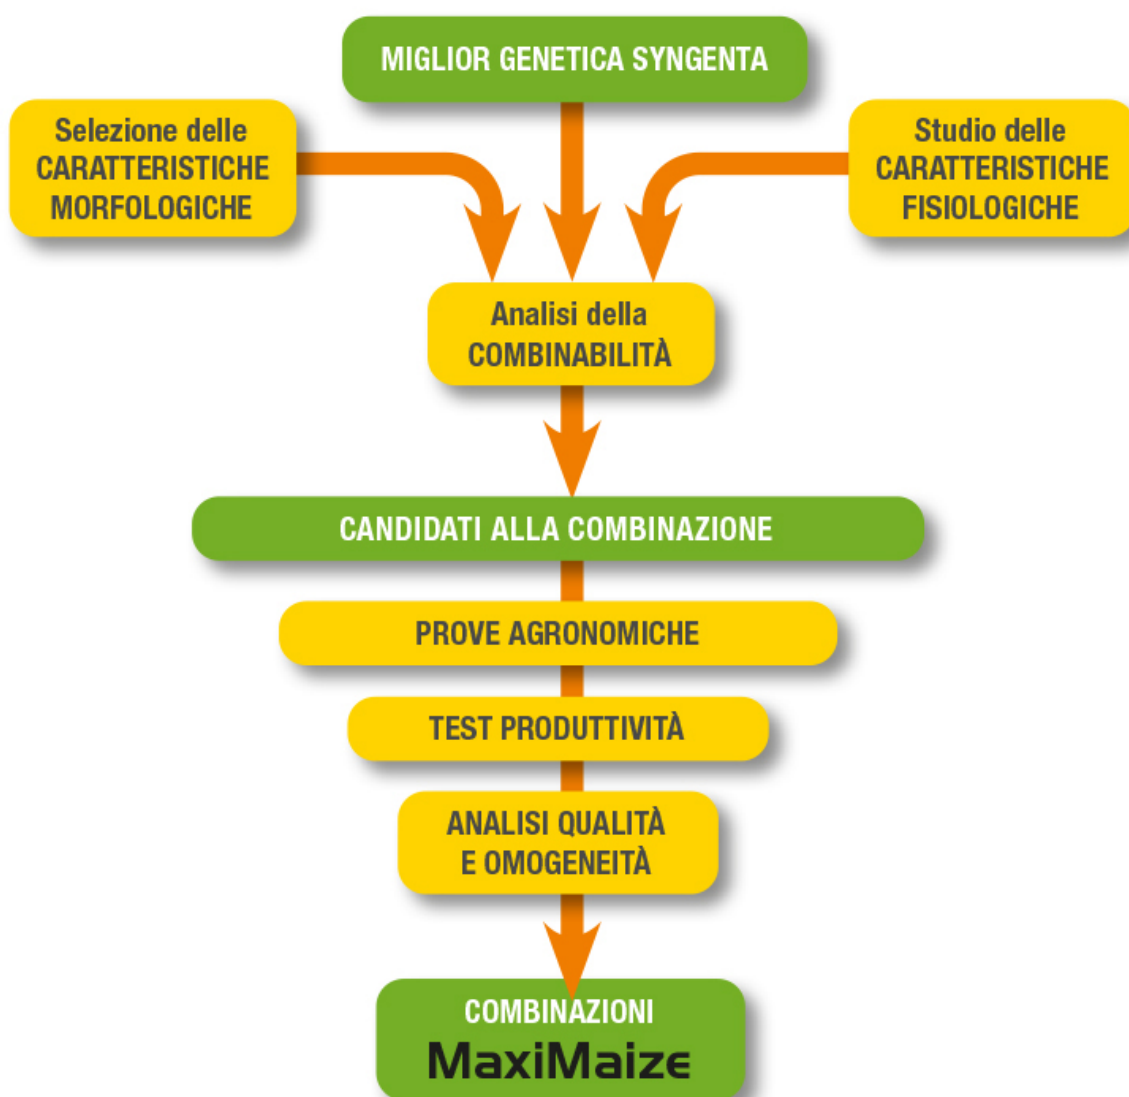 MIGLIOR GENETICA SYNGENTA
Selezione delle
CARATTERISTICHE
MORFOLOGICHE
Studio delle
CARATTERISTICHE
FISIOLOGICHE
Analisi della
COMBINABILITÀ
CANDIDATI ALLA COMBINAZIONE
PROVE AGRONOMICHE
TEST PRODUTTIVITÀ
ANALISI QUALITÀ
E OMOGENEITÀ
COMBINAZIONI
MaxiMaize